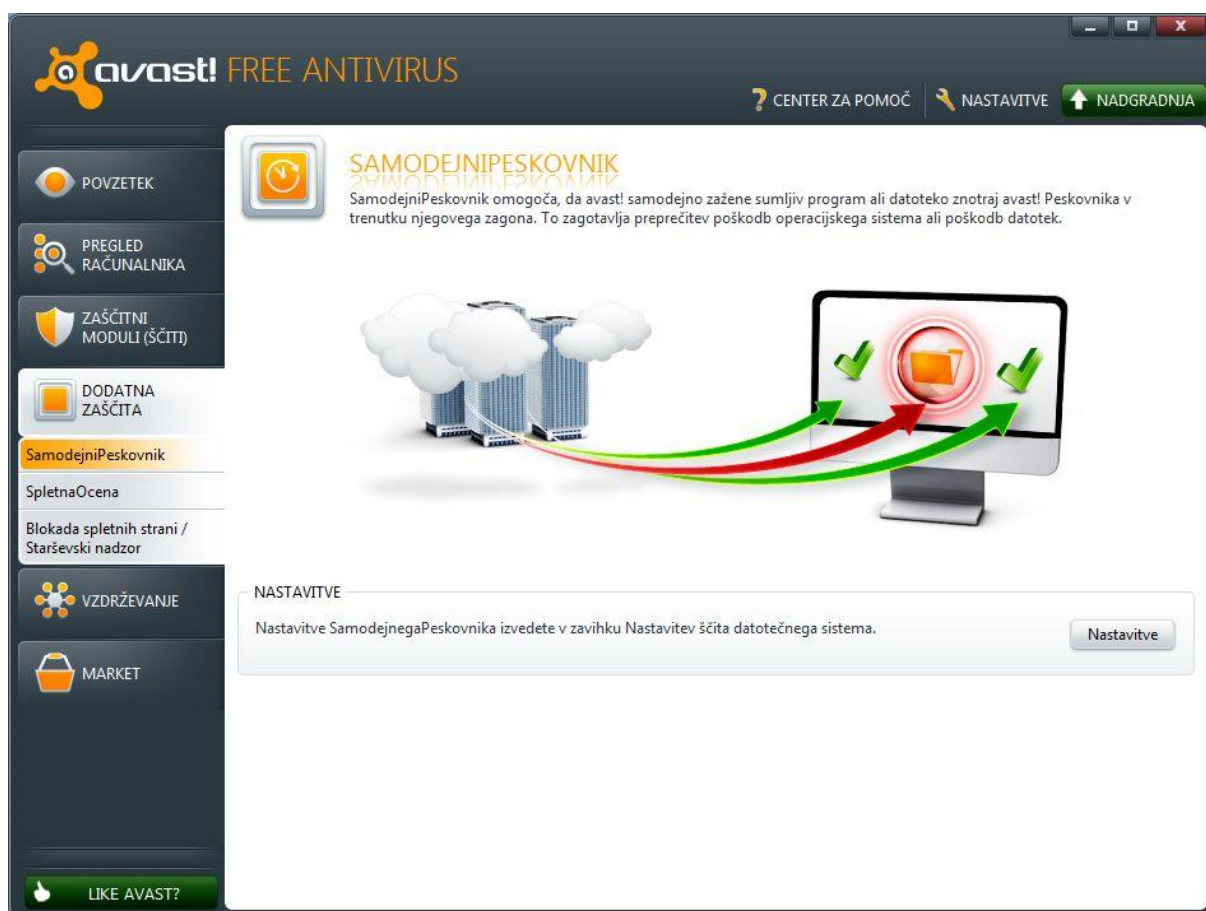 avast! FREE ANTIVIRUS
CENTER ZA POMOČ
NASTAVITVE
NADGRADNJA
POVZETEK
PREGLED
RAČUNALNIKA
ZAŠČITNI
MODULI (ŠČITI)
DODATNA
ZAŠČITA
SamodejniPeskovnik
SpletnaOcena
Blokada spletnih strani /
Starševski nadzor
VZDRŽEVANJE
MARKET
LIKE AVAST?
SAMODEJNIPESKOVNIK
SamodejniPeskovnik omogoča, da avast! samodejno zažene sumljiv program ali datoteko znotraj avast! Peskovnika v
trenutku njegovega zagona. To zagotavlja preprečitev poškodb operacijskega sistema ali poškodb datotek.
NASTAVITVE
Nastavitve SamodejnegaPeskovnika izvedete v zavihku Nastavitev ščita datotečnega sistema.
Nastavitve